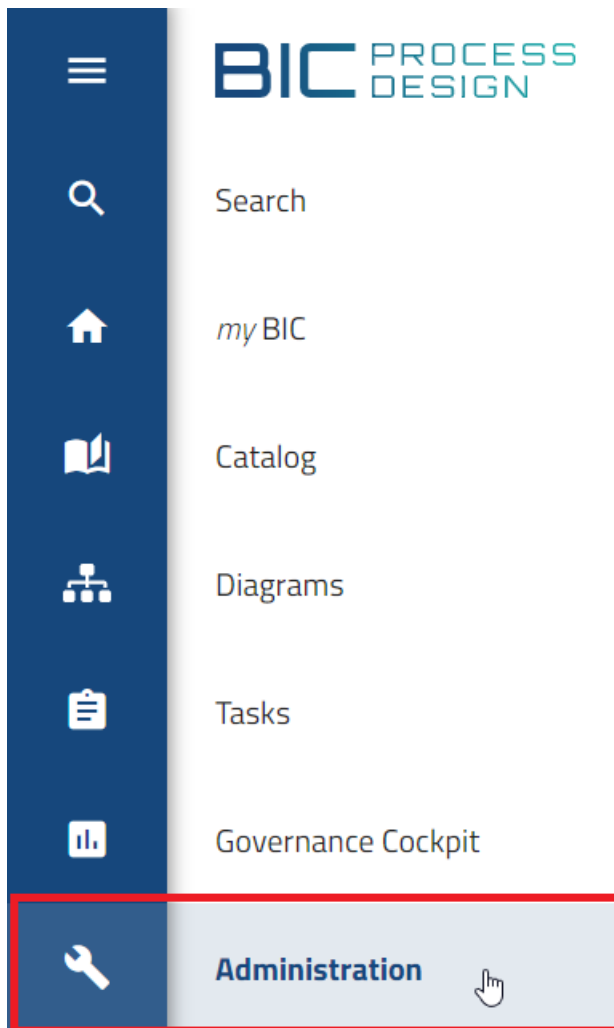 BIC PROCESS
DESIGN
Search
my BIC
Catalog
Diagrams
Tasks
Governance Cockpit
Administration